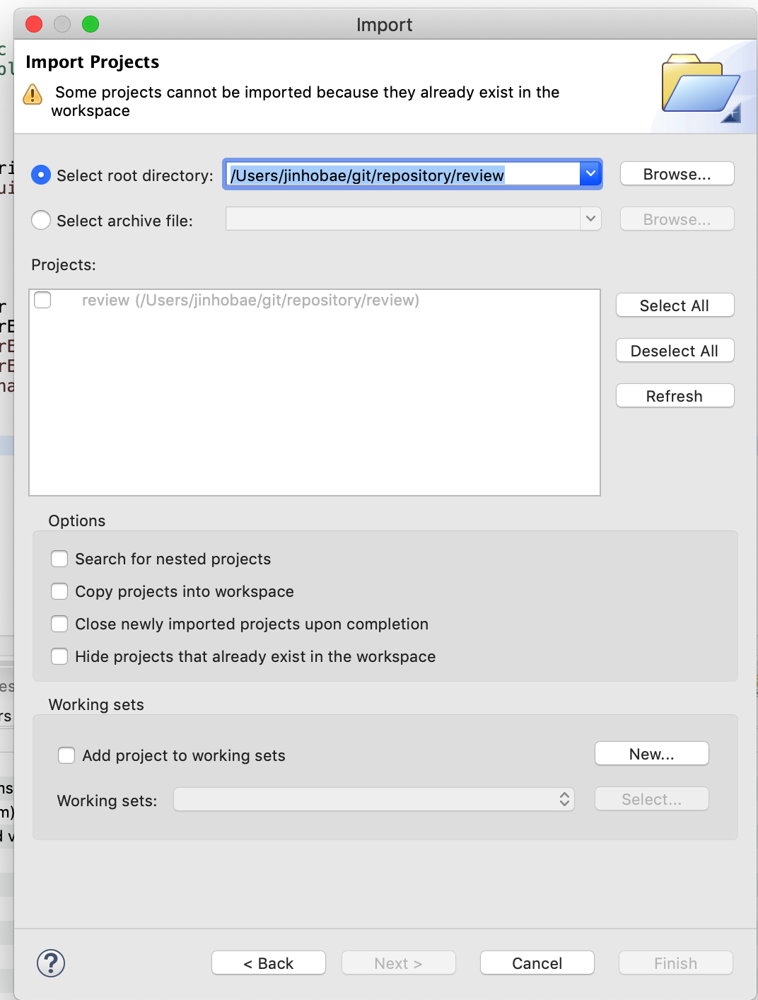 Import
Import Projects
Some projects cannot be imported because they already exist in the
workspace
Select root directory: /Users/jinhobae/git/repository/review Browse...
Select archive file: Browse...
Projects:
review (/Users/jinhobae/git/repository/review)
Select All
Deselect All
Refresh
Options
Search for nested projects
Copy projects into workspace
Close newly imported projects upon completion
Hide projects that already exist in the workspace
Working sets
Add project to working sets New...
Working sets: Select...
? < Back Next > Cancel Finish